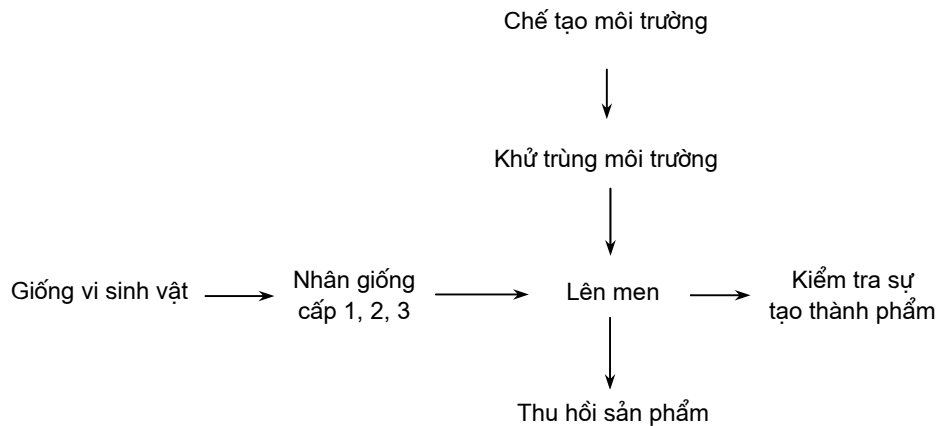 Chế tạo môi trường
Khử trùng môi trường
Giống vi sinh vật
Nhân giống
cấp 1, 2, 3
Lên men
Kiểm tra sự
tạo thành phẩm
Thu hồi sản phẩm